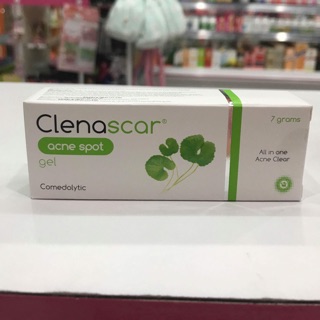 Clenascar®
acne spot
gel
Comedolytic
7 grams
All in one
Acne Clear